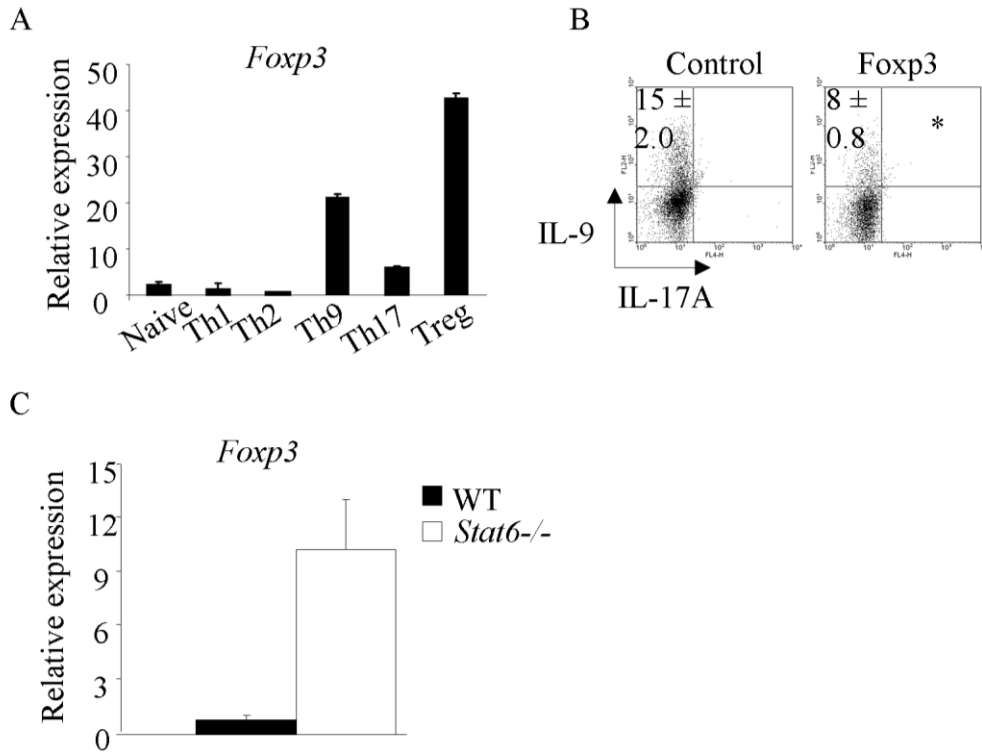 A
Foxp3
Relative expression
50
40
30
20
10
0
Naive
Th1
Th2
Th9
Th17
Treg
B
Control
Foxp3
15 ±
2.0
8 ±
0.8
*
IL-9
IL-17A
FL4-H
FL4-H
C
Foxp3
Relative expression
15
12
9
6
3
0
WT
Stat6-/-